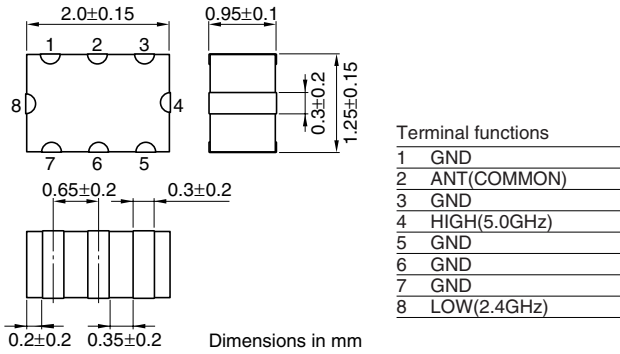 2.0±0.15
0.95±0.1
1 2 3
8 4
7 6 5
0.3±0.2
1.25±0.15
0.65±0.2 0.3±0.2
0.2±0.2 0.35±0.2
Dimensions in mm
Terminal functions
1 GND
2 ANT(COMMON)
3 GND
4 HIGH(5.0GHz)
5 GND
6 GND
7 GND
8 LOW(2.4GHz)